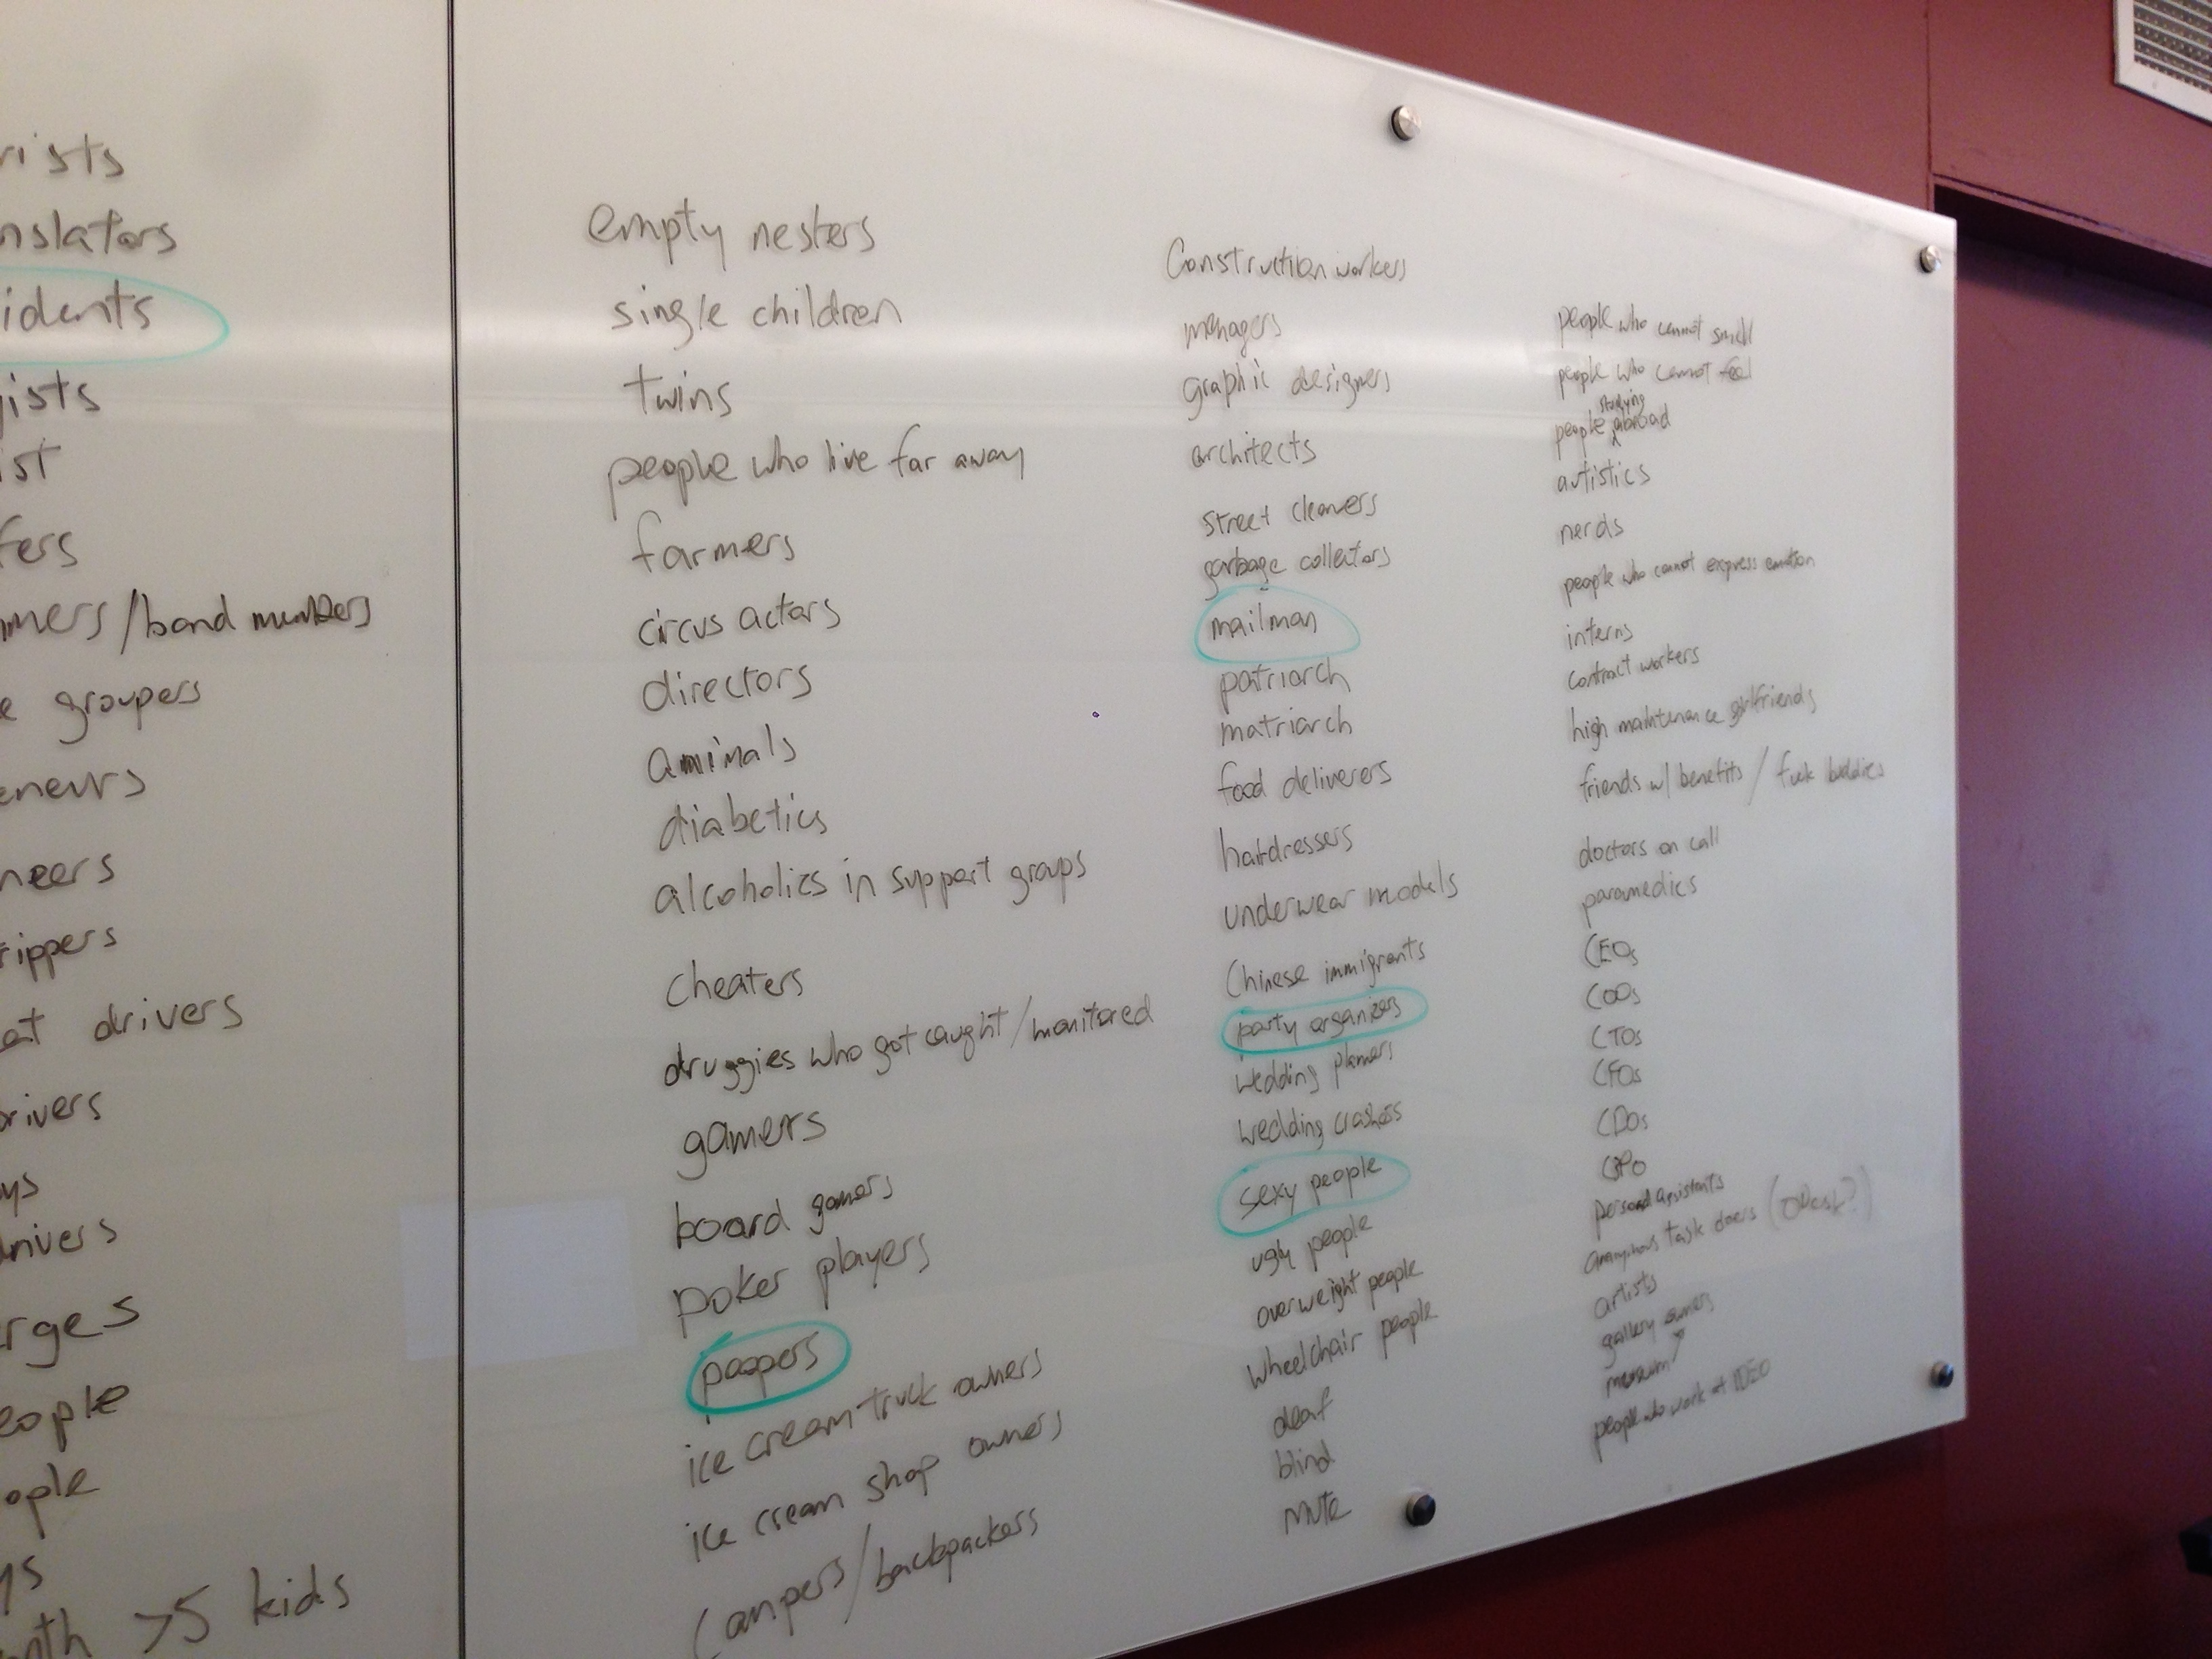 rists
nslators
idents
gists
ist
fers
mmers/band members
e groupers
eneurs
neers
rippers
at drivers
rivers
ys
drivers
rges
eople
ople
ys
with >5 kids
empty nesters
single children
twins
people who live far away
farmers
circus actors
directors
aminals
diabetics
alcoholics in support groups
cheaters
druggies who got caught/monitored
gamers
board gamers
poker players
poopers
ice cream truck owners
ice cream shop owners
Campers/backpackers
Construction workers
managers
graphic designers
architects
street cleaners
garbage collectors
mailman
patriarch
matriarch
food deliverers
hairdressers
underwear models
Chinese immigrants
party organizers
wedding planners
wedding crashers
sexy people
ugly people
overweight people
wheelchair people
deaf
blind
mute
people who cannot smell
people who cannot feel
people studying abroad
autistics
nerds
people who cannot express emotion
interns
contract workers
high maintenance girlfriends
friends w/ benefits / fuck buddies
doctors on call
paramedics
CEOs
COOs
CTOs
CFOs
CDOs
CPO
personal assistants
anonymous task doers (ODesk?)
artists
gallery owners
museum
people who work at IDEO